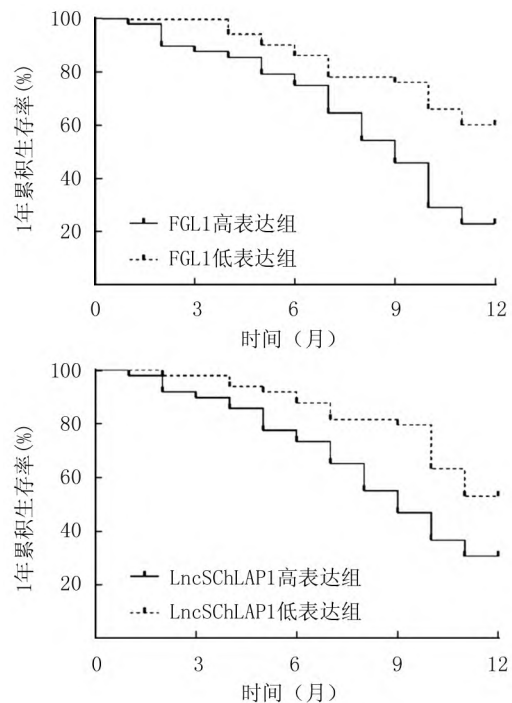 100
80
60
40
20
1年累积生存率(%)
FGL1高表达组
FGL1低表达组
0 3 6 9 12
时间（月）
100
80
60
40
20
1年累积生存率(%)
LncSChLAP1高表达组
LncSChLAP1低表达组
0 3 6 9 12
时间（月）